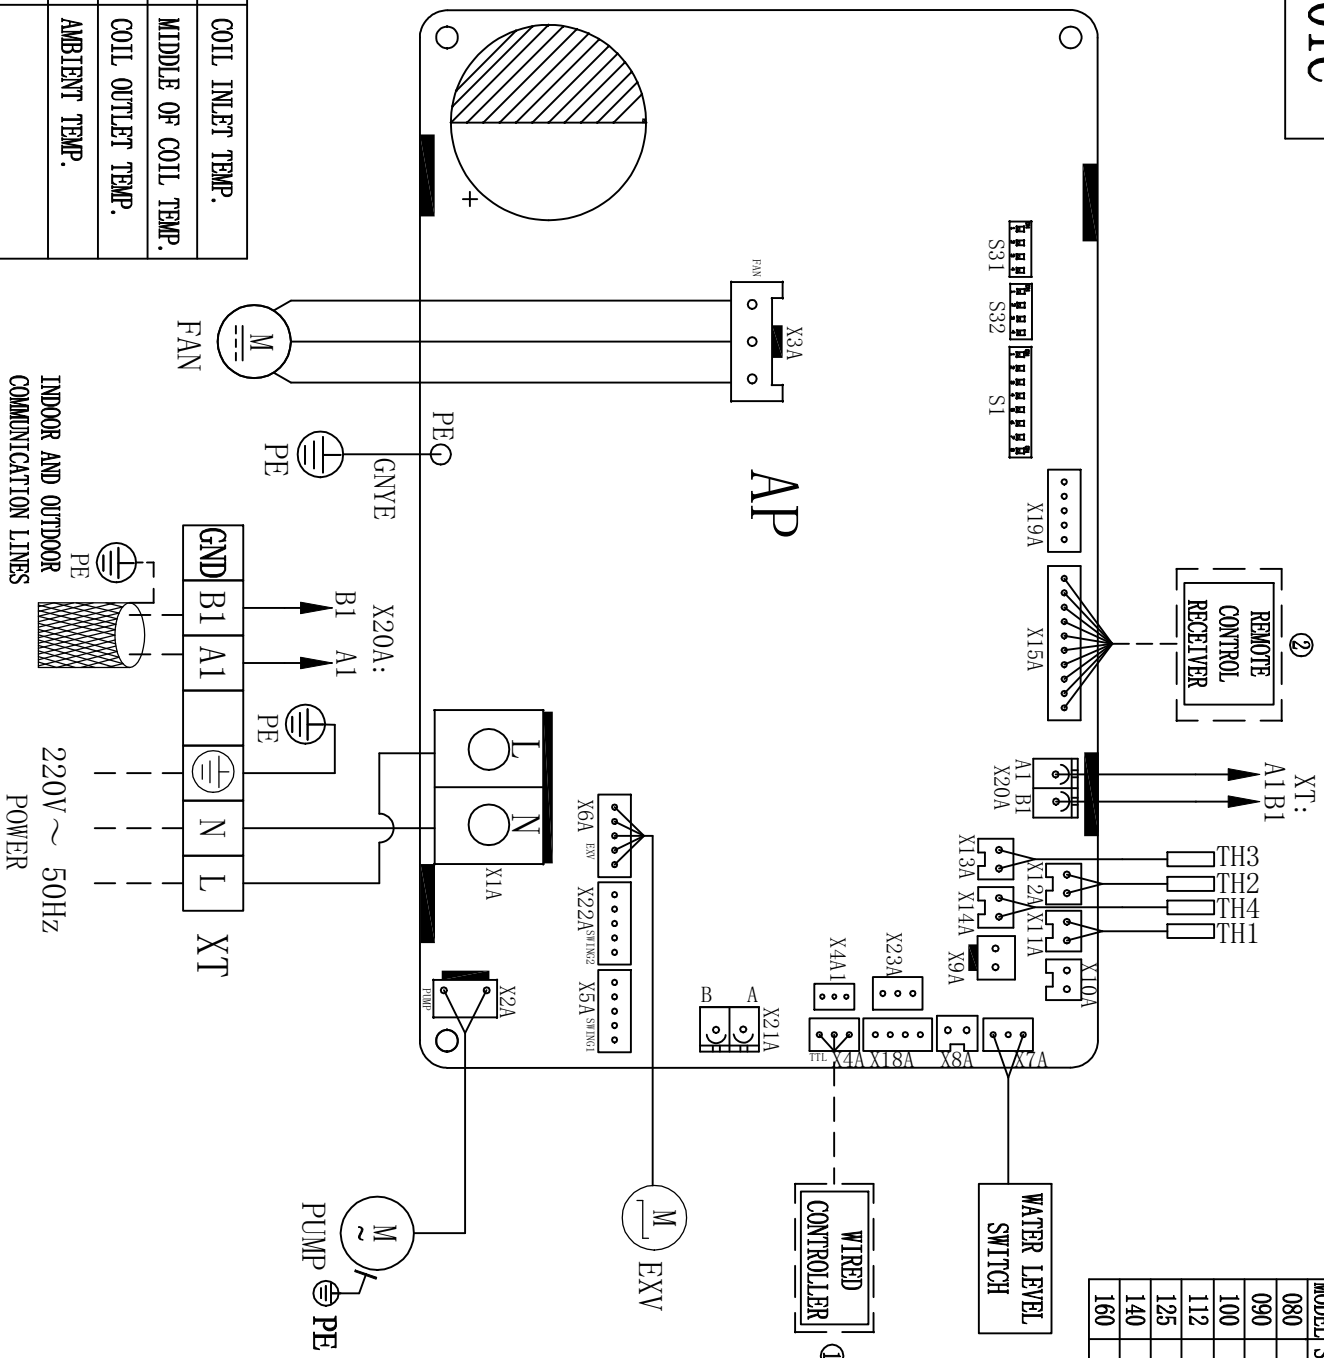 COIL INLET TEMP.
MIDDLE OF COIL TEMP.
COIL OUTLET TEMP.
AMBIENT TEMP.
+
S31
S32
S1
X19A
X15A
②
REMOTE
CONTROL
RECEIVER
XT:
A1 B1
A1 B1
X20A
TH3
TH2
TH4
TH1
X13A
X12A
X14A
X11A
X9A
X10A
FAN
X3A
M
FAN
AP
PE
GNYE
PE
INDOOR AND OUTDOOR
COMMUNICATION LINES
PE
X20A:
B1
A1
PE
GND
B1
A1
N
L
XT
220V~ 50Hz
POWER
L
N
X1A
X6A
EXV
X22A
SWING2
X5A
SWING1
X2A
PUMP
B A
X21A
X4A1
X23A
TTL
X4A
X18A
X8A
X7A
M
~
PUMP
PE
M
EXV
WIRED
CONTROLLER
WATER LEVEL
SWITCH
MODEL
080
090
100
112
125
140
160